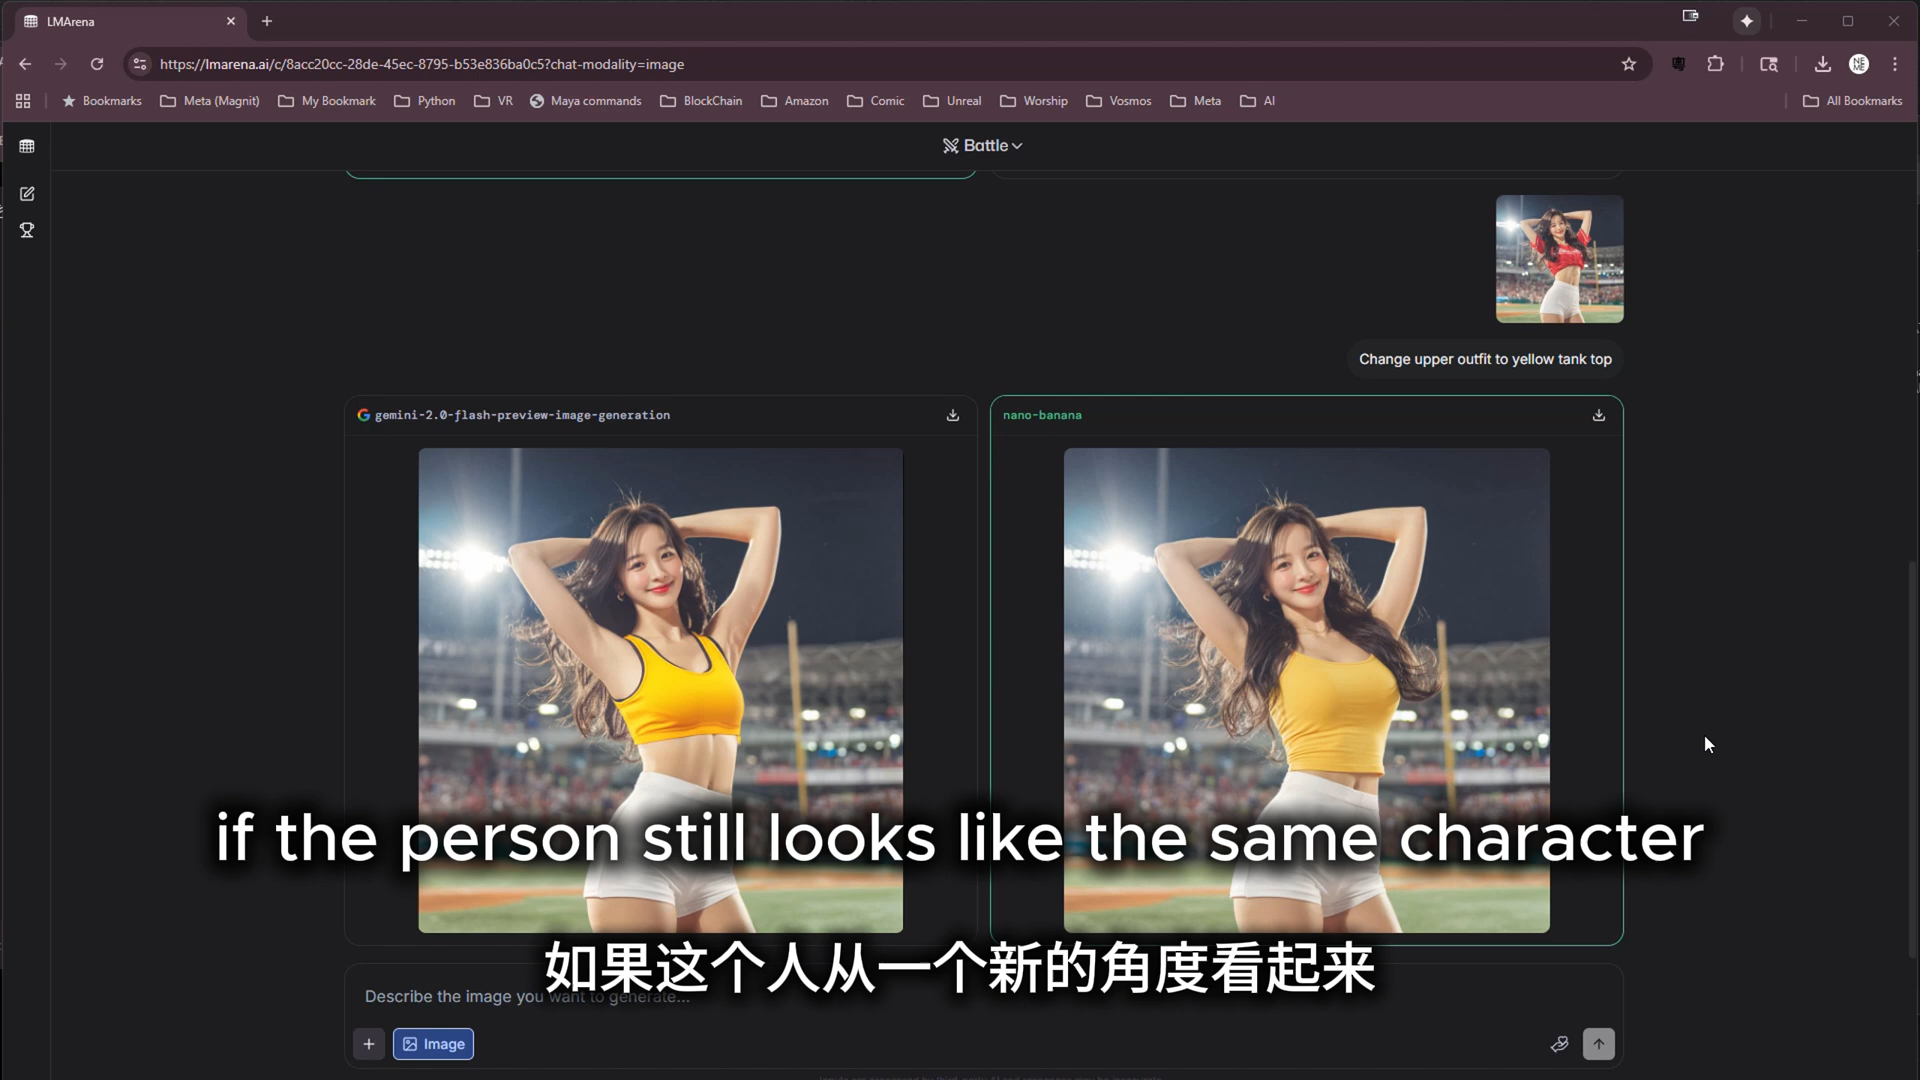 LMArena
https://lmarena.ai/c/8acc20cc-28de-45ec-8795-b53e836ba0c5?chat-modality=image
Bookmarks
Meta (Magnit)
My Bookmark
Python
VR
Maya commands
BlockChain
Amazon
Comic
Unreal
Worship
Vosmos
Meta
AI
All Bookmarks
Battle
Change upper outfit to yellow tank top
gemini-2.0-flash-preview-image-generation
nano-banana
if the person still looks like the same character
如果这个人从一个新的角度看起来
Describe the image you want to generate...
Image